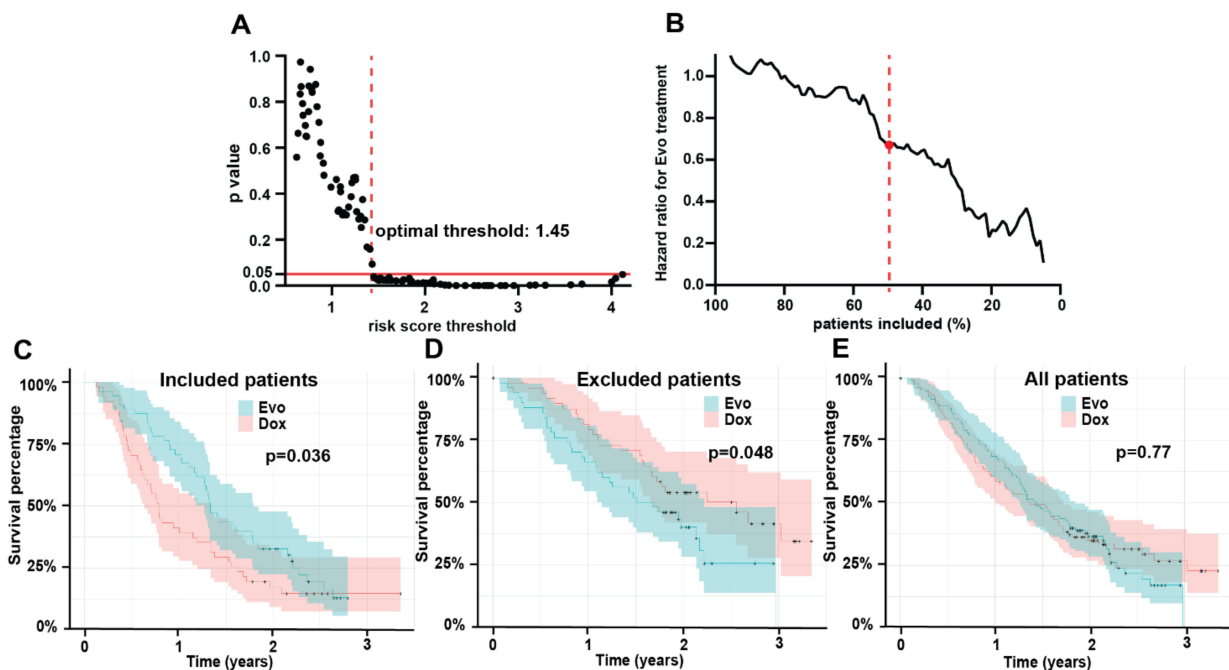 A
1.0
0.8
0.6
0.4
0.2
0.05
0.0
p value
optimal threshold: 1.45
1
2
3
4
risk score threshold
B
1.0
0.8
0.6
0.4
0.2
0.0
Hazard ratio for Evo treatment
100
80
60
40
20
0
patients included (%)
C
Included patients
Evo
Dox
p=0.036
100%
75%
50%
25%
0%
Survival percentage
0
1
2
3
Time (years)
D
Excluded patients
Evo
Dox
p=0.048
100%
75%
50%
25%
0%
Survival percentage
0
1
2
3
Time (years)
E
All patients
Evo
Dox
p=0.77
100%
75%
50%
25%
0%
Survival percentage
0
1
2
3
Time (years)